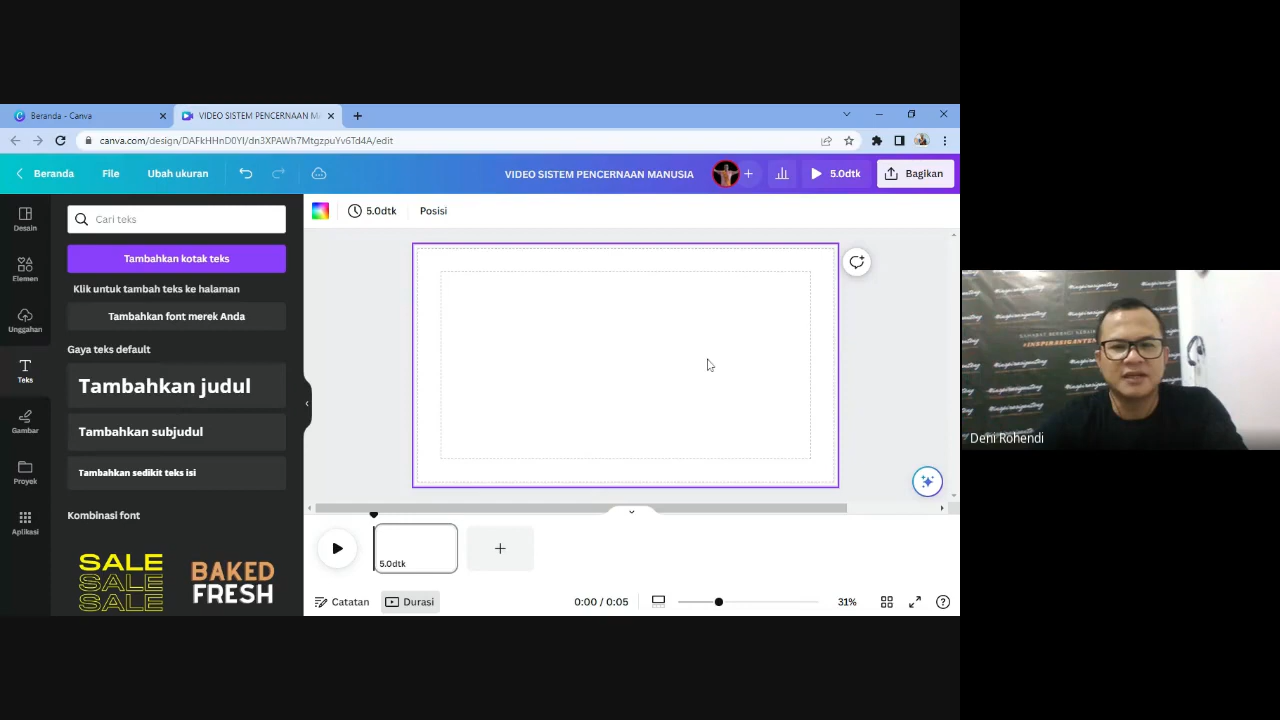 Beranda - Canva
VIDEO SISTEM PENCERNAAN M
canva.com/design/DAFkHHnD0YI/dn3XPAWh7MtgzpuYv6Td4A/edit
Beranda
File
Ubah ukuran
VIDEO SISTEM PENCERNAAN MANUSIA
5.0dtk
Bagikan
Desain
Elemen
Unggahan
Teks
Gambar
Proyek
Aplikasi
Cari teks
Tambahkan kotak teks
Klik untuk tambah teks ke halaman
Tambahkan font merek Anda
Gaya teks default
Tambahkan judul
Tambahkan subjudul
Tambahkan sedikit teks isi
Kombinasi font
SALE
SALE
SALE
BAKED
FRESH
5.0dtk
Posisi
5.0dtk
Catatan
Durasi
0:00 / 0:05
31%
Deni Rohendi